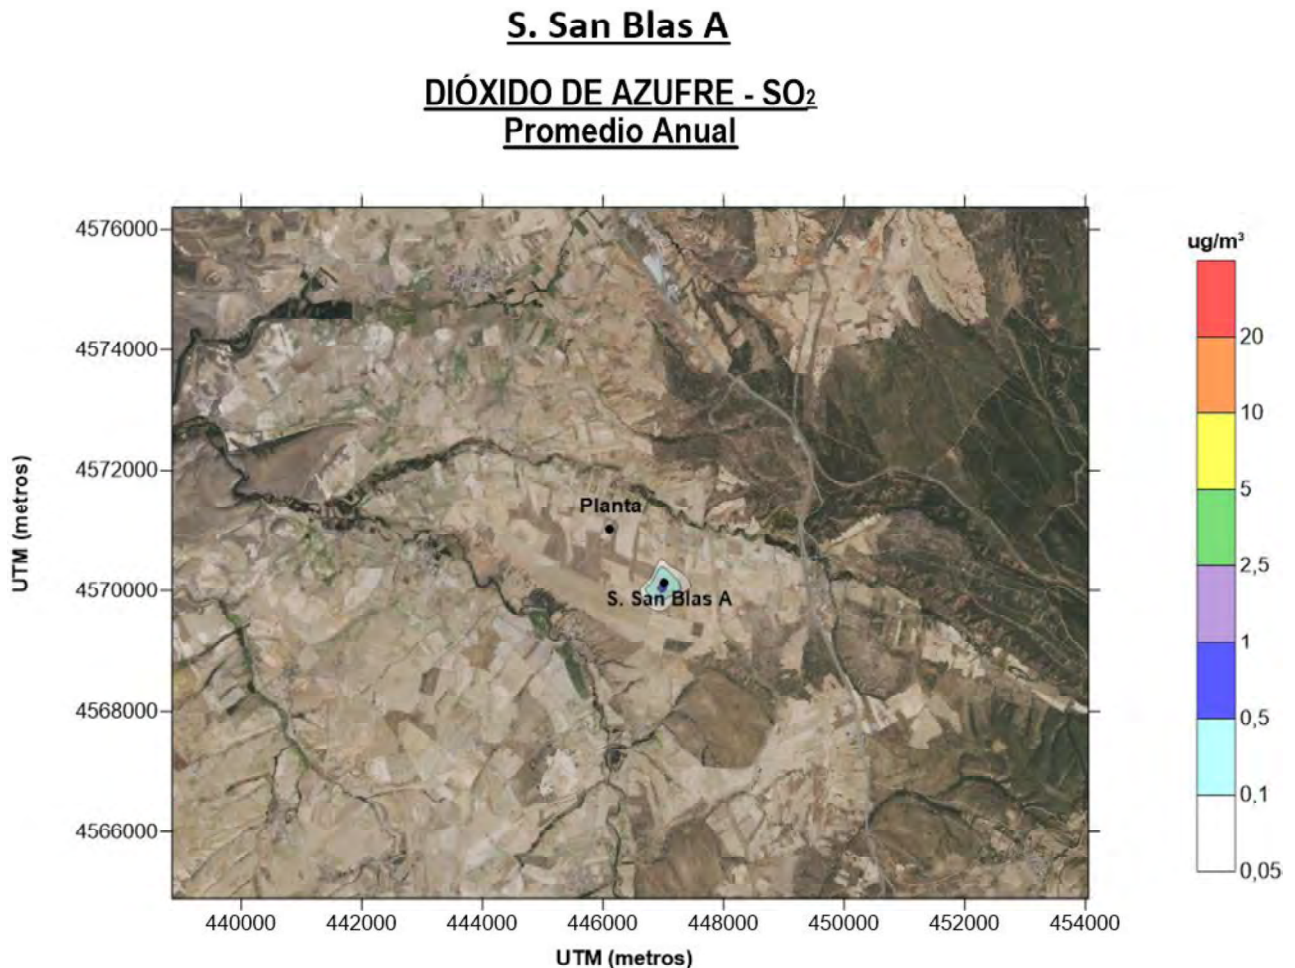 S. San Blas A
DIÓXIDO DE AZUFRE - SO₂
Promedio Anual
4576000
4574000
4572000
4570000
4568000
4566000
UTM (metros)
Planta
S. San Blas A
440000
442000
444000
446000
448000
450000
452000
454000
UTM (metros)
ug/m³
20
10
5
2,5
1
0,5
0.1
0,05